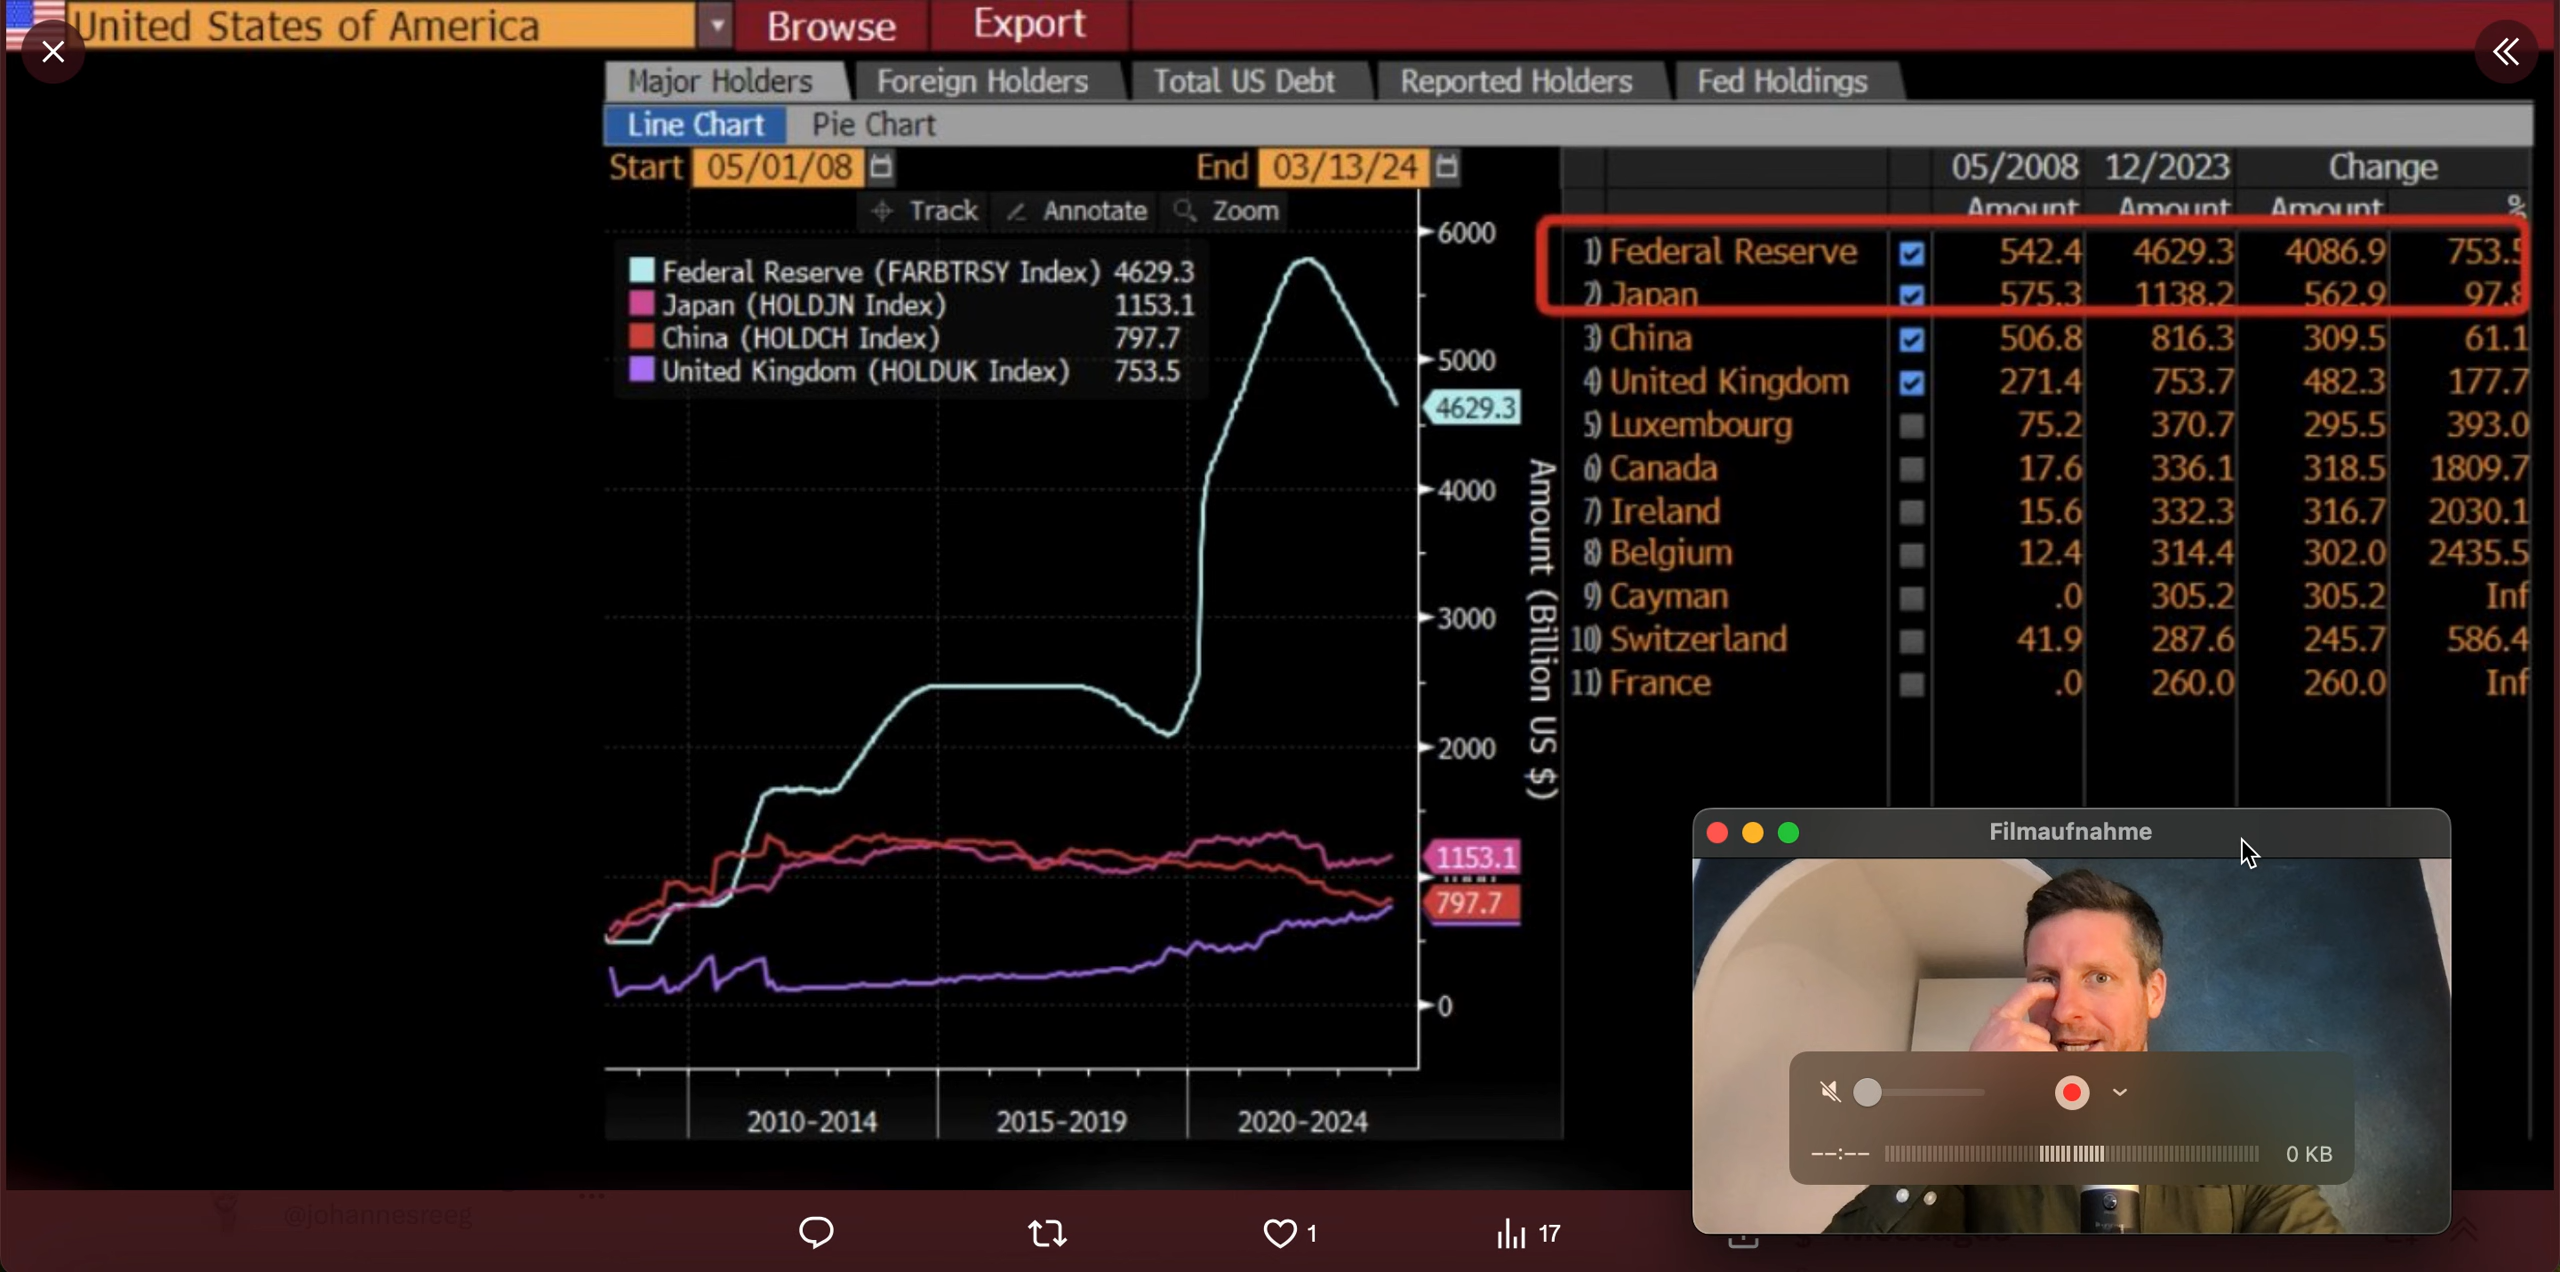 United States of America
Browse
Export
Major Holders
Foreign Holders
Total US Debt
Reported Holders
Fed Holdings
Line Chart
Pie Chart
Start 05/01/08
End 03/13/24
Track
Annotate
Zoom
Federal Reserve (FARBTRSY Index) 4629.3
Japan (HOLDJN Index) 1153.1
China (HOLDCH Index) 797.7
United Kingdom (HOLDUK Index) 753.5
6000
5000
4629.3
4000
3000
2000
1153.1
797.7
0
Amount (Billion US $)
2010-2014
2015-2019
2020-2024
05/2008 12/2023 Change
Amount Amount Amount %
1) Federal Reserve 542.4 4629.3 4086.9 753.5
2) Japan 575.3 1138.2 562.9 97.8
3) China 506.8 816.3 309.5 61.1
4) United Kingdom 271.4 753.7 482.3 177.7
5) Luxembourg 75.2 370.7 295.5 393.0
6) Canada 17.6 336.1 318.5 1809.7
7) Ireland 15.6 332.3 316.7 2030.1
8) Belgium 12.4 314.4 302.0 2435.5
9) Cayman .0 305.2 305.2 Inf
10) Switzerland 41.9 287.6 245.7 586.4
11) France .0 260.0 260.0 Inf
Filmaufnahme
--:--
0 KB
@johannesreeg
1
17